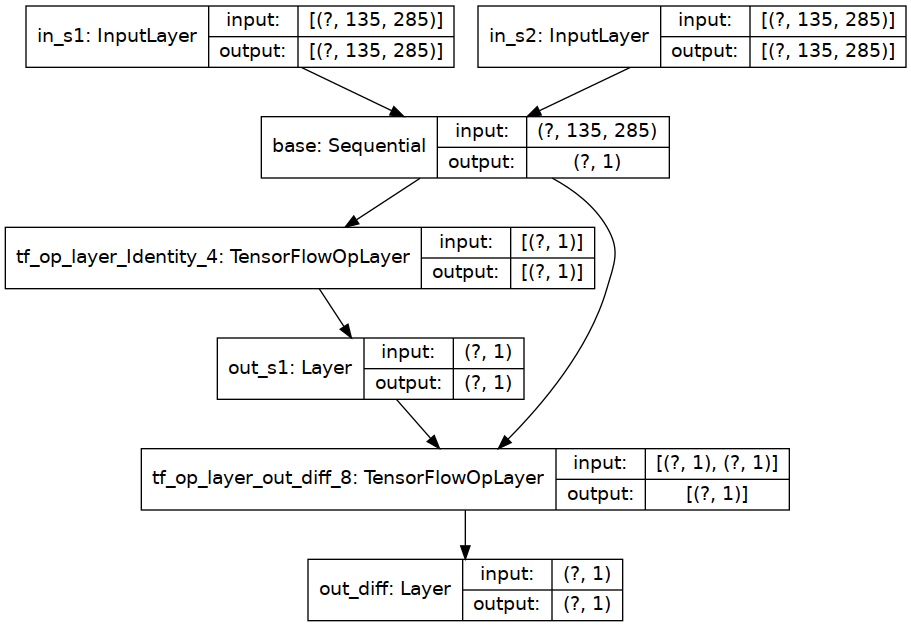 in_s1: InputLayer
input:
[(?, 135, 285)]
output:
[(?, 135, 285)]
in_s2: InputLayer
input:
[(?, 135, 285)]
output:
[(?, 135, 285)]
base: Sequential
input:
(?, 135, 285)
output:
(?, 1)
tf_op_layer_Identity_4: TensorFlowOpLayer
input:
[(?, 1)]
output:
[(?, 1)]
out_s1: Layer
input:
(?, 1)
output:
(?, 1)
tf_op_layer_out_diff_8: TensorFlowOpLayer
input:
[(?, 1), (?, 1)]
output:
[(?, 1)]
out_diff: Layer
input:
(?, 1)
output:
(?, 1)